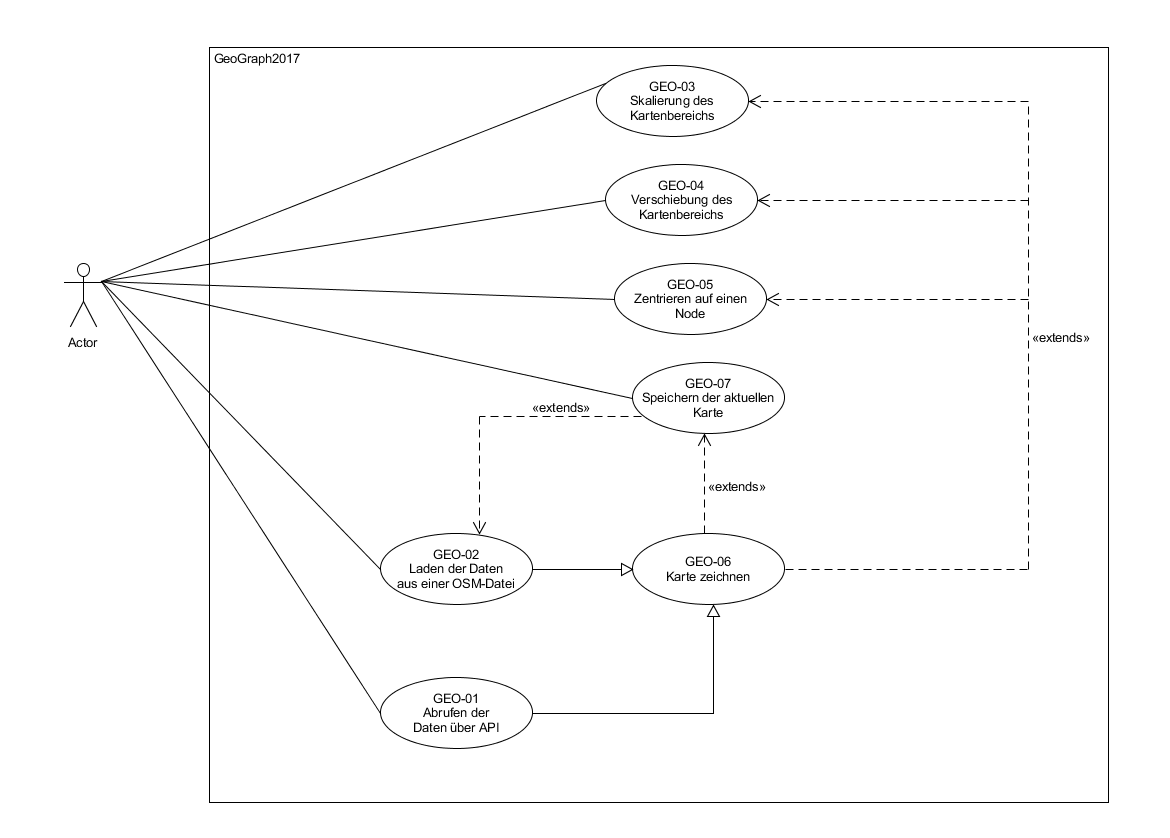 GeoGraph2017
GEO-03
Skalierung des
Kartenbereichs
GEO-04
Verschiebung des
Kartenbereichs
GEO-05
Zentrieren auf einen
Node
«extends»
Actor
GEO-07
Speichern der aktuellen
Karte
«extends»
«extends»
GEO-02
Laden der Daten
aus einer OSM-Datei
GEO-06
Karte zeichnen
GEO-01
Abrufen der
Daten über API